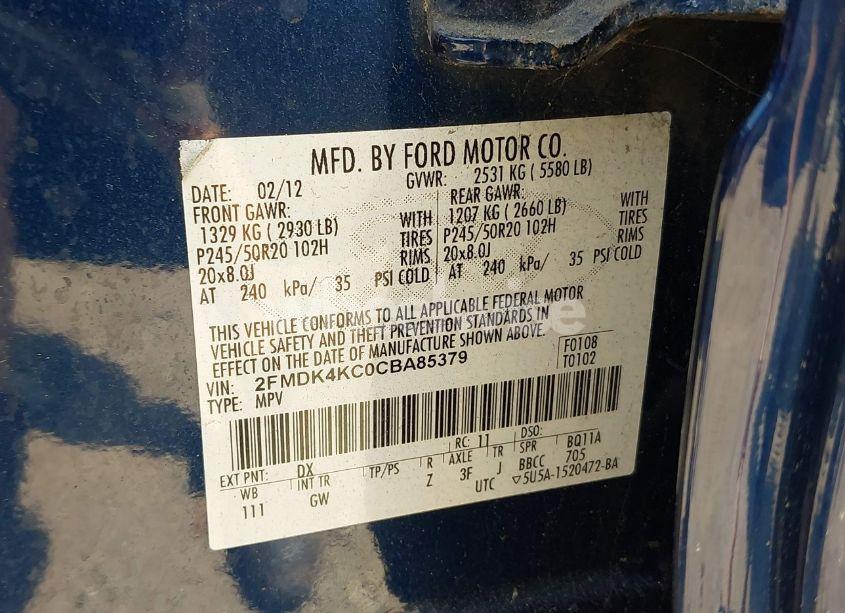 MFD. BY FORD MOTOR CO.
DATE: 02/12 GVWR: 2531 KG ( 5580 LB)
FRONT GAWR: REAR GAWR:
1329 KG ( 2930 LB) WITH 1207 KG ( 2660 LB) WITH
P245/50R20 102H TIRES P245/50R20 102H TIRES
20x8.0J RIMS 20x8.0J RIMS
AT 240 kPa/ 35 PSI COLD AT 240 kPa/ 35 PSI COLD
THIS VEHICLE CONFORMS TO ALL APPLICABLE FEDERAL MOTOR
VEHICLE SAFETY AND THEFT PREVENTION STANDARDS IN
EFFECT ON THE DATE OF MANUFACTURE SHOWN ABOVE.
VIN: 2FMDK4KC0CBA85379 F0108
TYPE: MPV T0102
EXT PNT: DX RC: 11 DSO:
WB INT TR TP/PS R AXLE TR SPR BQ11A
111 GW Z 3F J BBCC 705
UTC ▽5U5A-1520472-BA